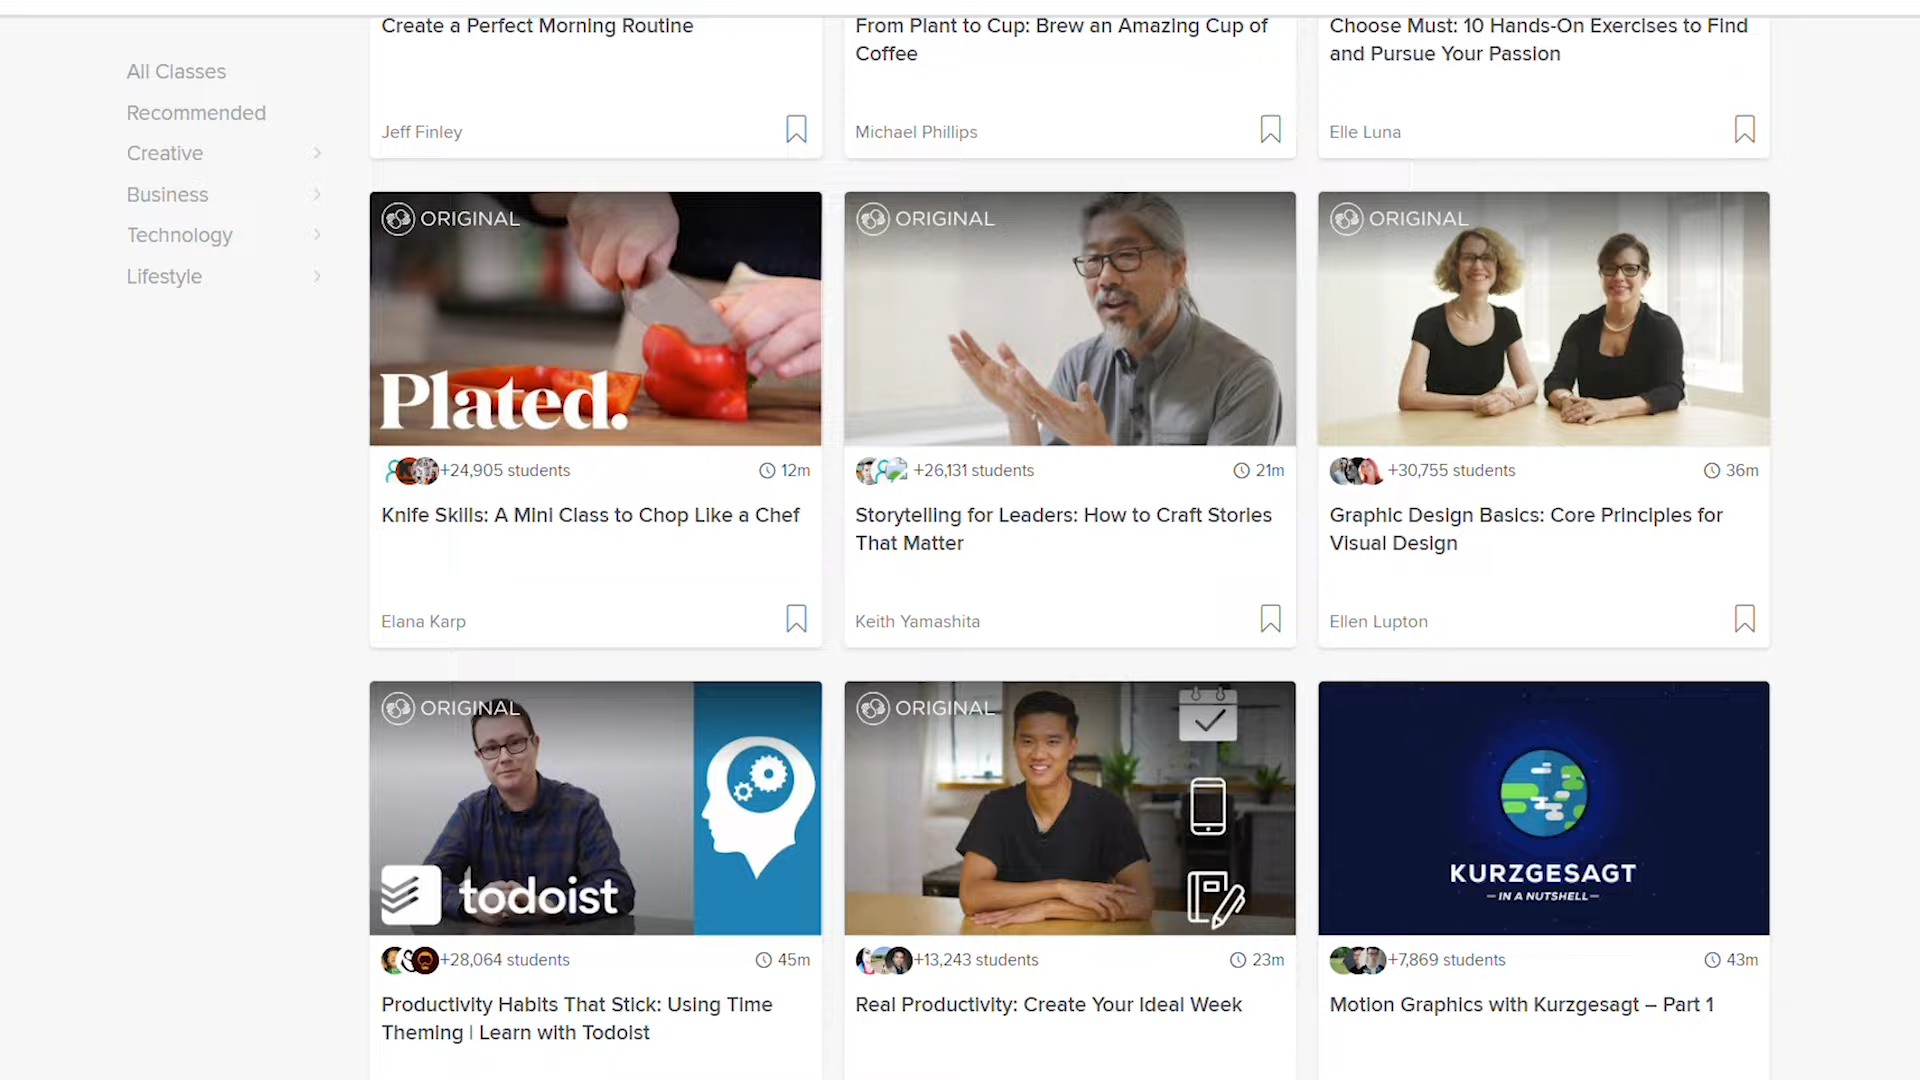 Create a Perfect Morning Routine
From Plant to Cup: Brew an Amazing Cup of
Coffee
Choose Must: 10 Hands-On Exercises to Find
and Pursue Your Passion
Jeff Finley
Michael Phillips
Elle Luna
All Classes
Recommended
Creative
Business
Technology
Lifestyle
ORIGINAL
Plated.
+24,905 students
12m
Knife Skills: A Mini Class to Chop Like a Chef
Elana Karp
ORIGINAL
+26,131 students
21m
Storytelling for Leaders: How to Craft Stories
That Matter
Keith Yamashita
ORIGINAL
+30,755 students
36m
Graphic Design Basics: Core Principles for
Visual Design
Ellen Lupton
ORIGINAL
todoist
+28,064 students
45m
Productivity Habits That Stick: Using Time
Theming | Learn with Todoist
ORIGINAL
+13,243 students
23m
Real Productivity: Create Your Ideal Week
KURZGESAGT
—IN A NUTSHELL—
+7,869 students
43m
Motion Graphics with Kurzgesagt – Part 1